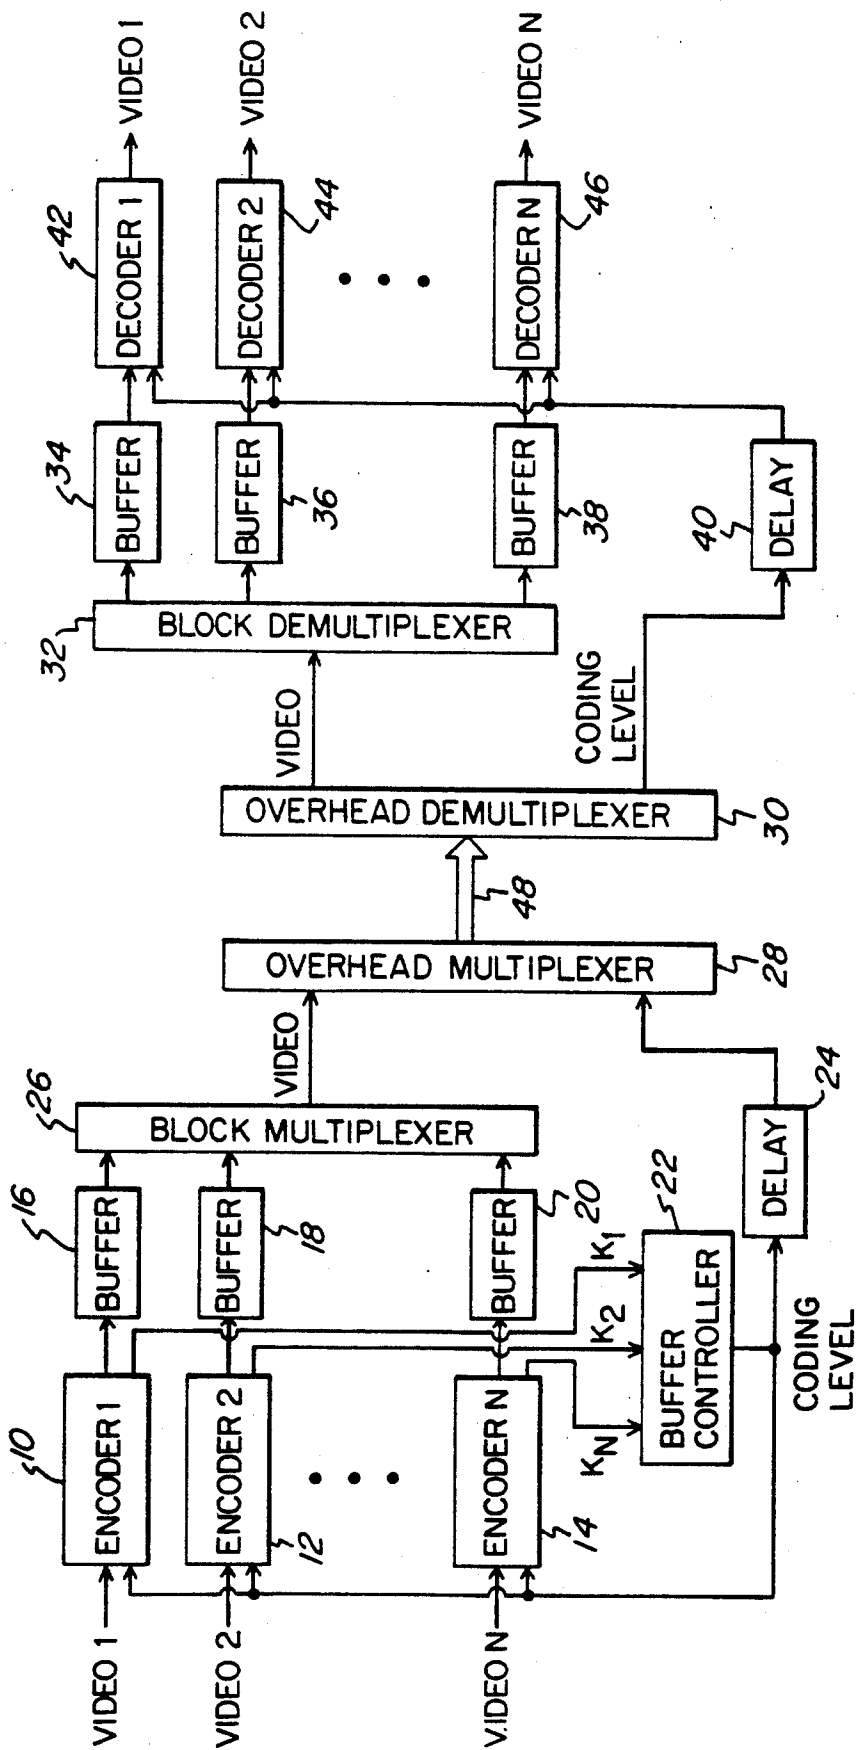 VIDEO 1
ENCODER 1
10
BUFFER
16
VIDEO 2
ENCODER 2
12
BUFFER
18
V.IDEO N
ENCODER N
14
BUFFER
20
K1
K2
KN
BUFFER
CONTROLLER
22
CODING
LEVEL
DELAY
24
BLOCK MULTIPLEXER
26
VIDEO
OVERHEAD MULTIPLEXER
28
48
OVERHEAD DEMULTIPLEXER
30
VIDEO
CODING
LEVEL
BLOCK DEMULTIPLEXER
32
BUFFER
34
BUFFER
36
BUFFER
38
DELAY
40
DECODER 1
42
VIDEO 1
DECODER 2
44
VIDEO 2
DECODER N
46
VIDEO N